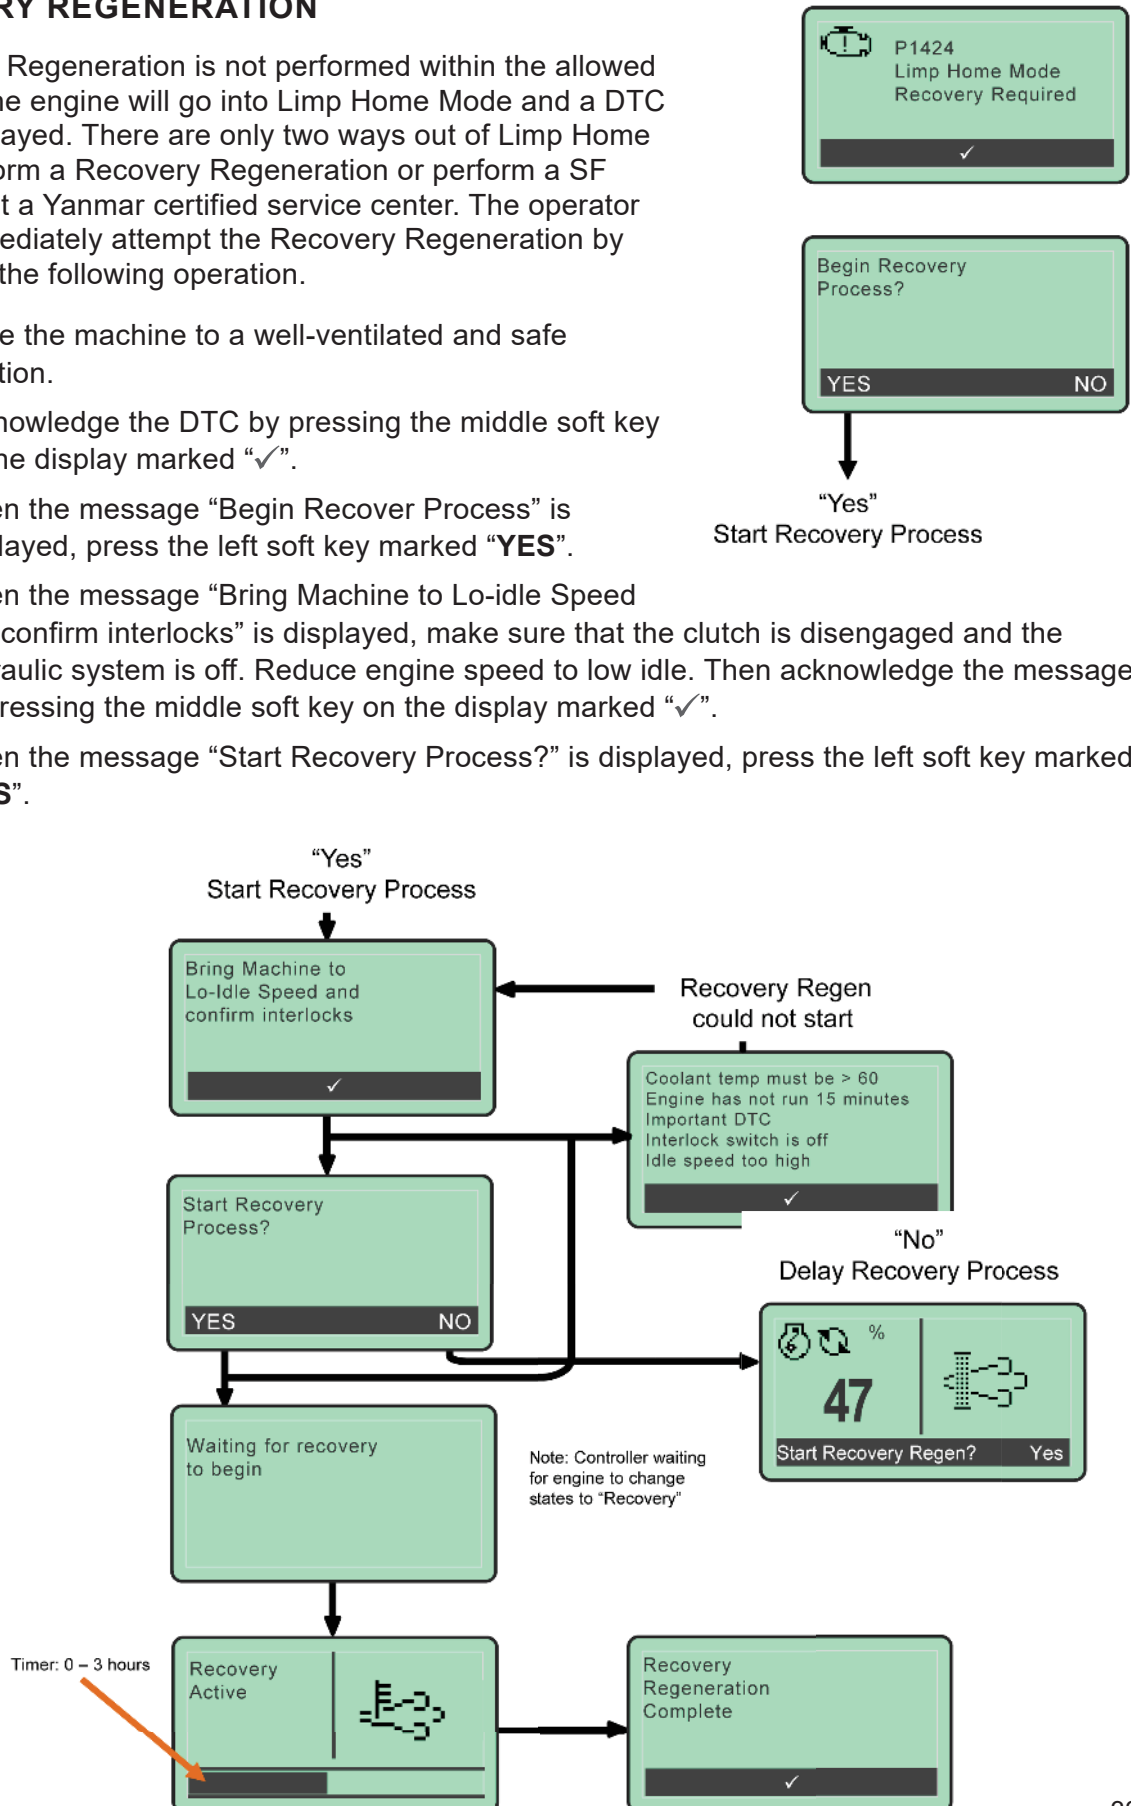 RY REGENERATION
Regeneration is not performed within the allowed
ne engine will go into Limp Home Mode and a DTC
layed. There are only two ways out of Limp Home
orm a Recovery Regeneration or perform a SF
t a Yanmar certified service center. The operator
ediately attempt the Recovery Regeneration by
the following operation.
P1424
Limp Home Mode
Recovery Required
✓
Begin Recovery
Process?
YES NO
“Yes”
Start Recovery Process
e the machine to a well-ventilated and safe
tion.
nowledge the DTC by pressing the middle soft key
he display marked “✓”.
en the message “Begin Recover Process” is
layed, press the left soft key marked “YES”.
en the message “Bring Machine to Lo-idle Speed
confirm interlocks” is displayed, make sure that the clutch is disengaged and the
raulic system is off. Reduce engine speed to low idle. Then acknowledge the message
ressing the middle soft key on the display marked “✓”.
en the message “Start Recovery Process?” is displayed, press the left soft key marked
S”.
“Yes”
Start Recovery Process
Bring Machine to
Lo-Idle Speed and
confirm interlocks
✓
Recovery Regen
could not start
Coolant temp must be > 60
Engine has not run 15 minutes
Important DTC
Interlock switch is off
Idle speed too high
✓
Start Recovery
Process?
YES NO
“No”
Delay Recovery Process
%
47
Start Recovery Regen? Yes
Waiting for recovery
to begin
Note: Controller waiting
for engine to change
states to “Recovery”
Timer: 0 – 3 hours
Recovery
Active
Recovery
Regeneration
Complete
✓